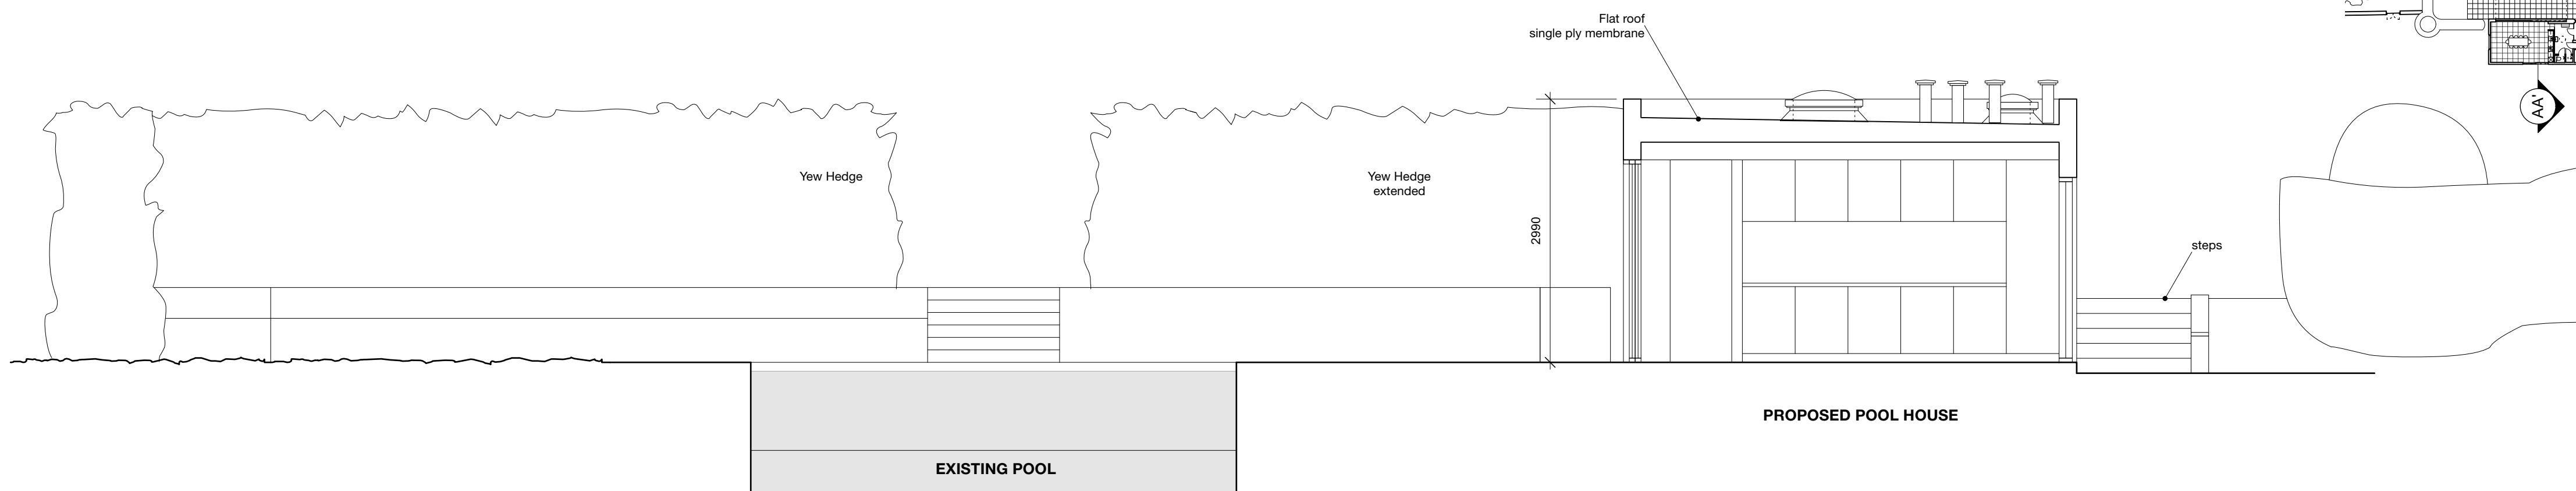 Flat roof
single ply membrane
AA'
Yew Hedge
Yew Hedge
extended
2990
steps
PROPOSED POOL HOUSE
EXISTING POOL